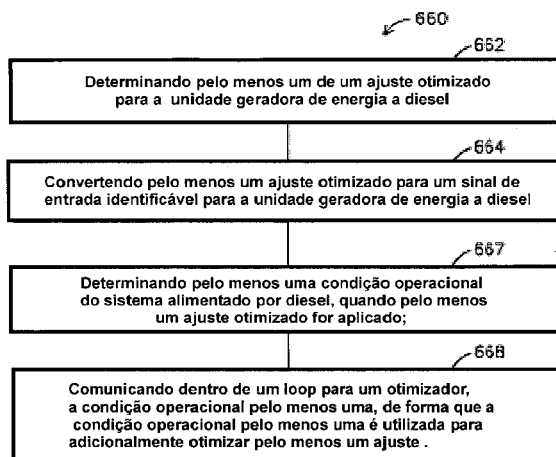 660
662
Determinando pelo menos um de um ajuste otimizado
para a unidade geradora de energia a diesel
664
Convertendo pelo menos um ajuste otimizado para um sinal de
entrada identificável para a unidade geradora de energia a diesel
667
Determinando pelo menos uma condição operacional
do sistema alimentado por diesel, quando pelo menos
um ajuste otimizado for aplicado;
668
Comunicando dentro de um loop para um otimizador,
a condição operacional pelo menos uma, de forma que a
condição operacional pelo menos uma é utilizada para
adicionalmente otimizar pelo menos um ajuste .